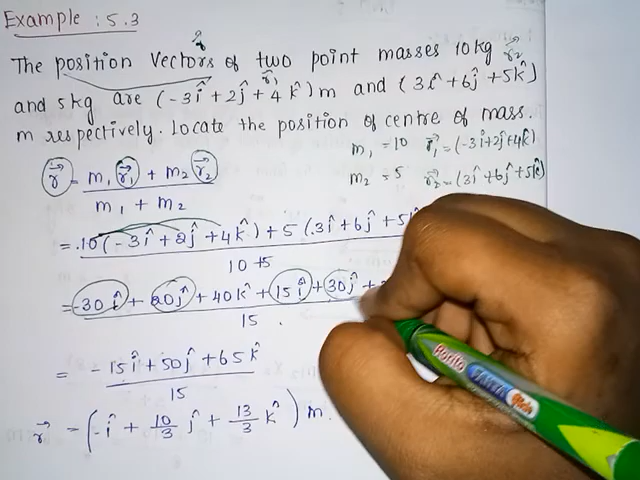 Example : 5.3
The position vectors of two point masses 10kg
and 5kg are (-3î + 2ĵ + 4k̂)m and (3î + 6ĵ + 5k̂)
m respectively. Locate the position of centre of mass.
m₁ = 10 r⃗₁ = (-3î + 2ĵ + 4k̂)
m₂ = 5 r⃗₂ = (3î + 6ĵ + 5k̂)
r⃗ = m₁ r⃗₁ + m₂ r⃗₂
m₁ + m₂
= 10(-3î + 2ĵ + 4k̂) + 5(3î + 6ĵ + 5k̂
10 + 5
= -30î + 20ĵ + 40k̂ + 15î + 30ĵ +
15
= -15î + 50ĵ + 65k̂
15
r⃗ = (-î + 10/3 ĵ + 13/3 k̂) m.